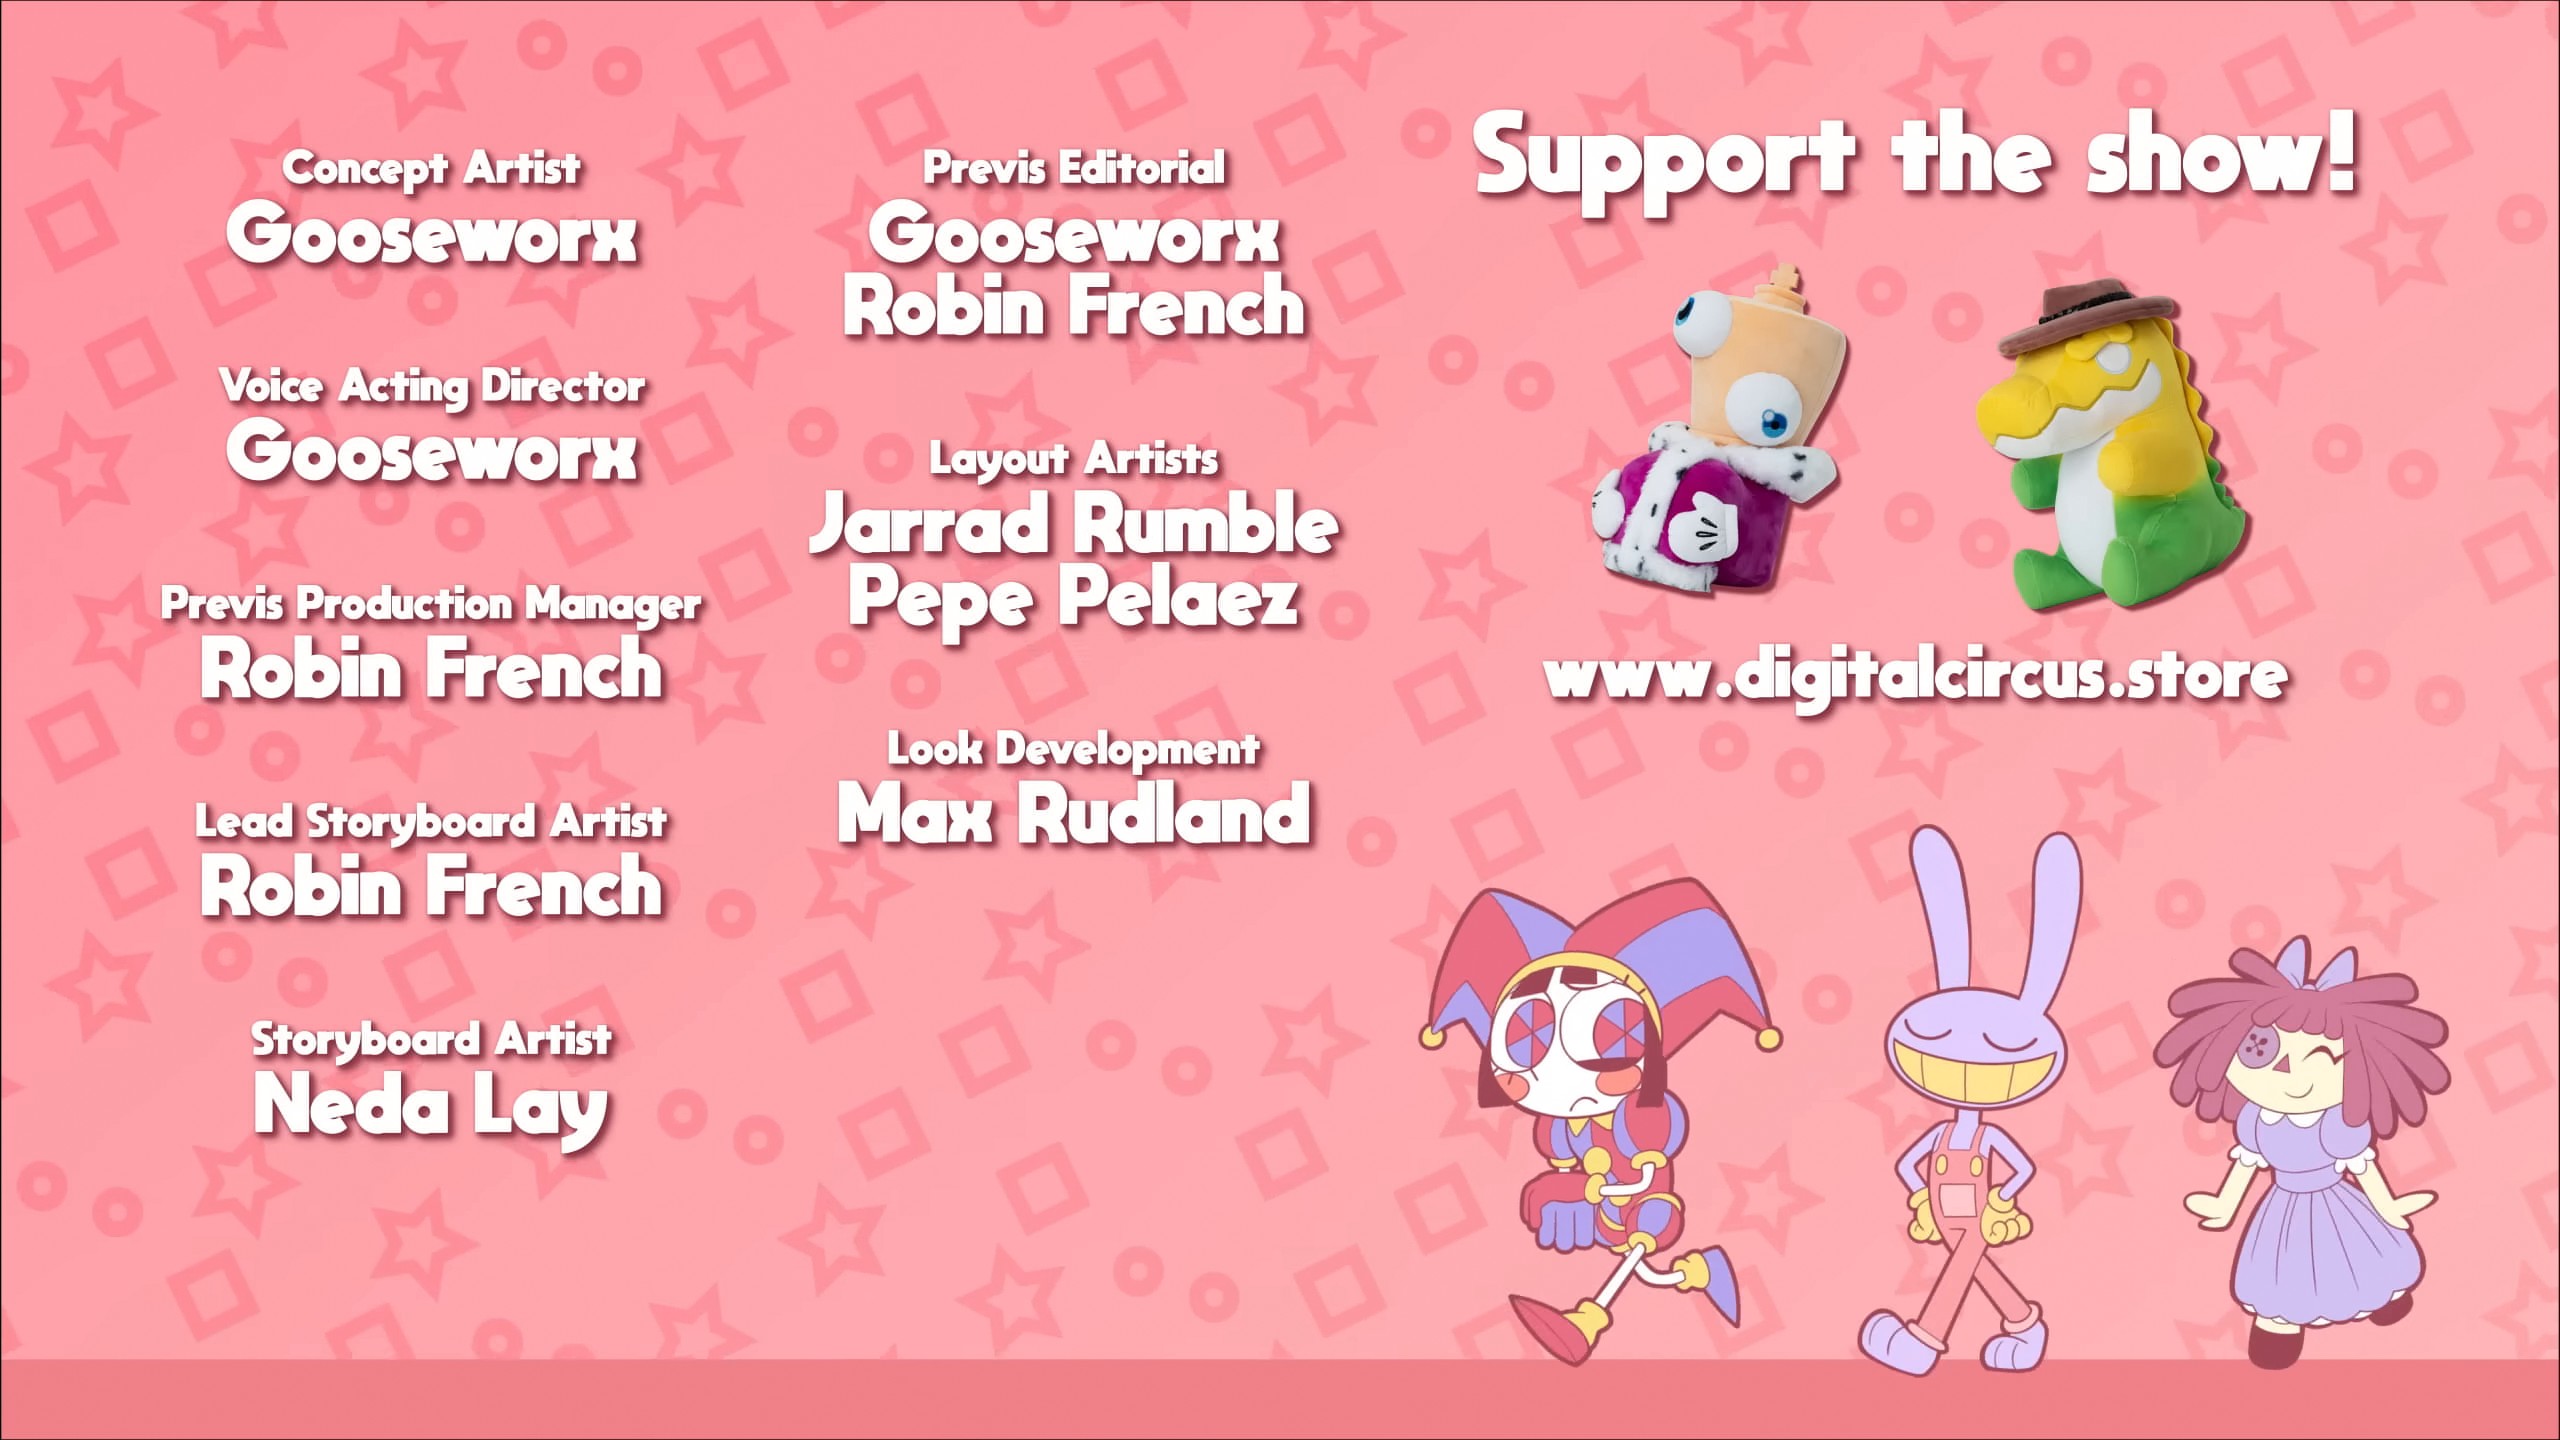 Concept Artist
Gooseworx
Voice Acting Director
Gooseworx
Previs Production Manager
Robin French
Lead Storyboard Artist
Robin French
Storyboard Artist
Neda Lay
Previs Editorial
Gooseworx
Robin French
Layout Artists
Jarrad Rumble
Pepe Pelaez
Look Development
Max Rudland
Support the show!
www.digitalcircus.store